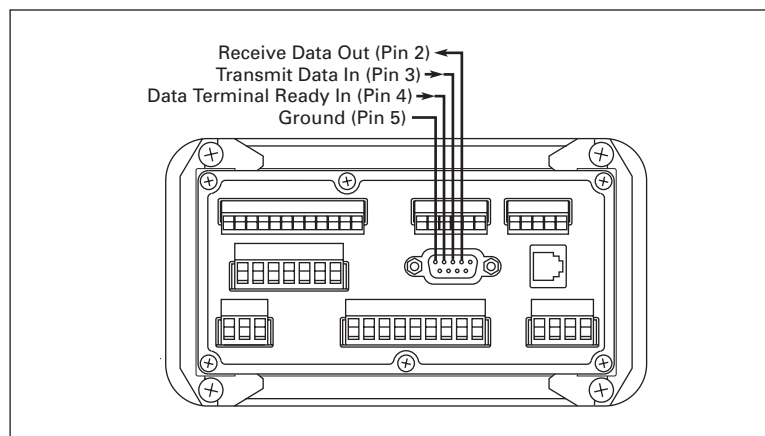 Receive Data Out (Pin 2)
Transmit Data In (Pin 3)
Data Terminal Ready In (Pin 4)
Ground (Pin 5)